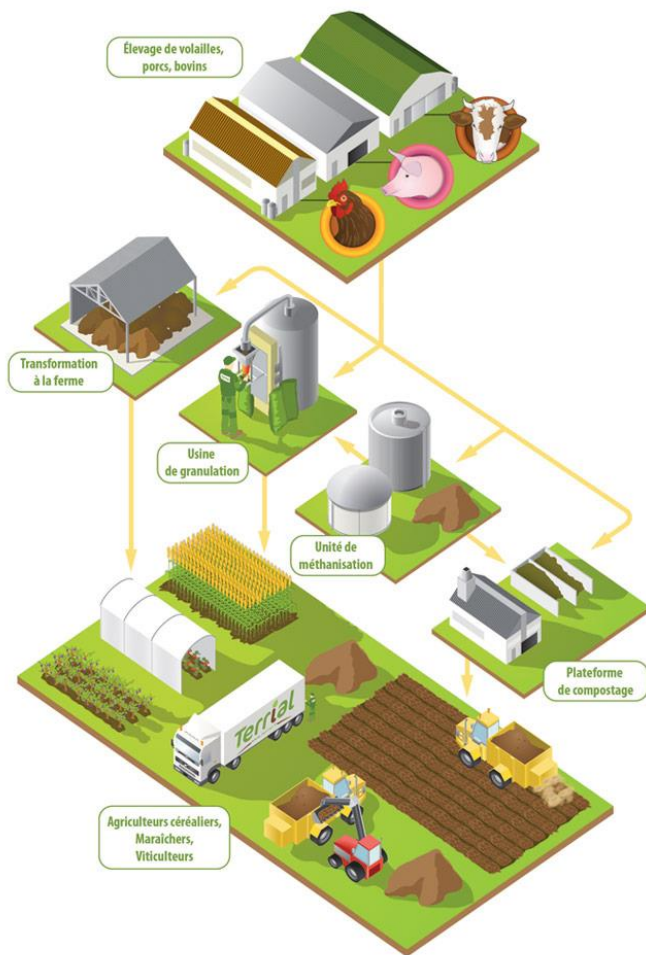 Élevage de volailles,
porcs, bovins
Transformation
à la ferme
Usine
de granulation
Unité de
méthanisation
Plateforme
de compostage
Terrial
Agriculteurs céréaliers,
Maraîchers,
Viticulteurs